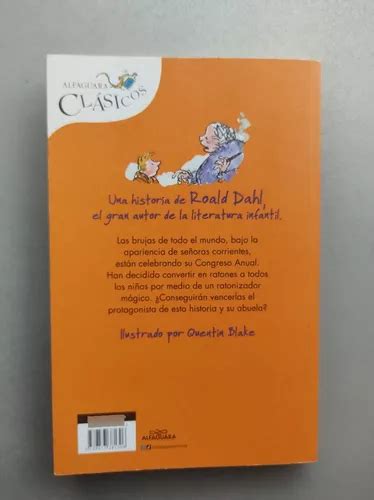 ALFAGUARA
CLÁSICOS
Una historia de Roald Dahl,
el gran autor de la literatura infantil.
Las brujas de todo el mundo, bajo la
apariencia de señoras corrientes,
están celebrando su Congreso Anual.
Han decidido convertir en ratones a todos
los niños por medio de un ratonizador
mágico. ¿Conseguirán vencerlas el
protagonista de esta historia y su abuela?
Ilustrado por Quentin Blake
ALFAGUARA